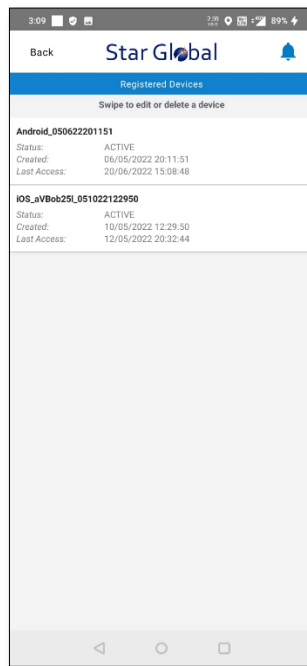 3:09
89%
Back
Star Global
Registered Devices
Swipe to edit or delete a device
Android_050622201151
Status: ACTIVE
Created: 06/05/2022 20:11:51
Last Access: 20/06/2022 15:08:48
iOS_aVBob25l_051022122950
Status: ACTIVE
Created: 10/05/2022 12:29:50
Last Access: 12/05/2022 20:32:44